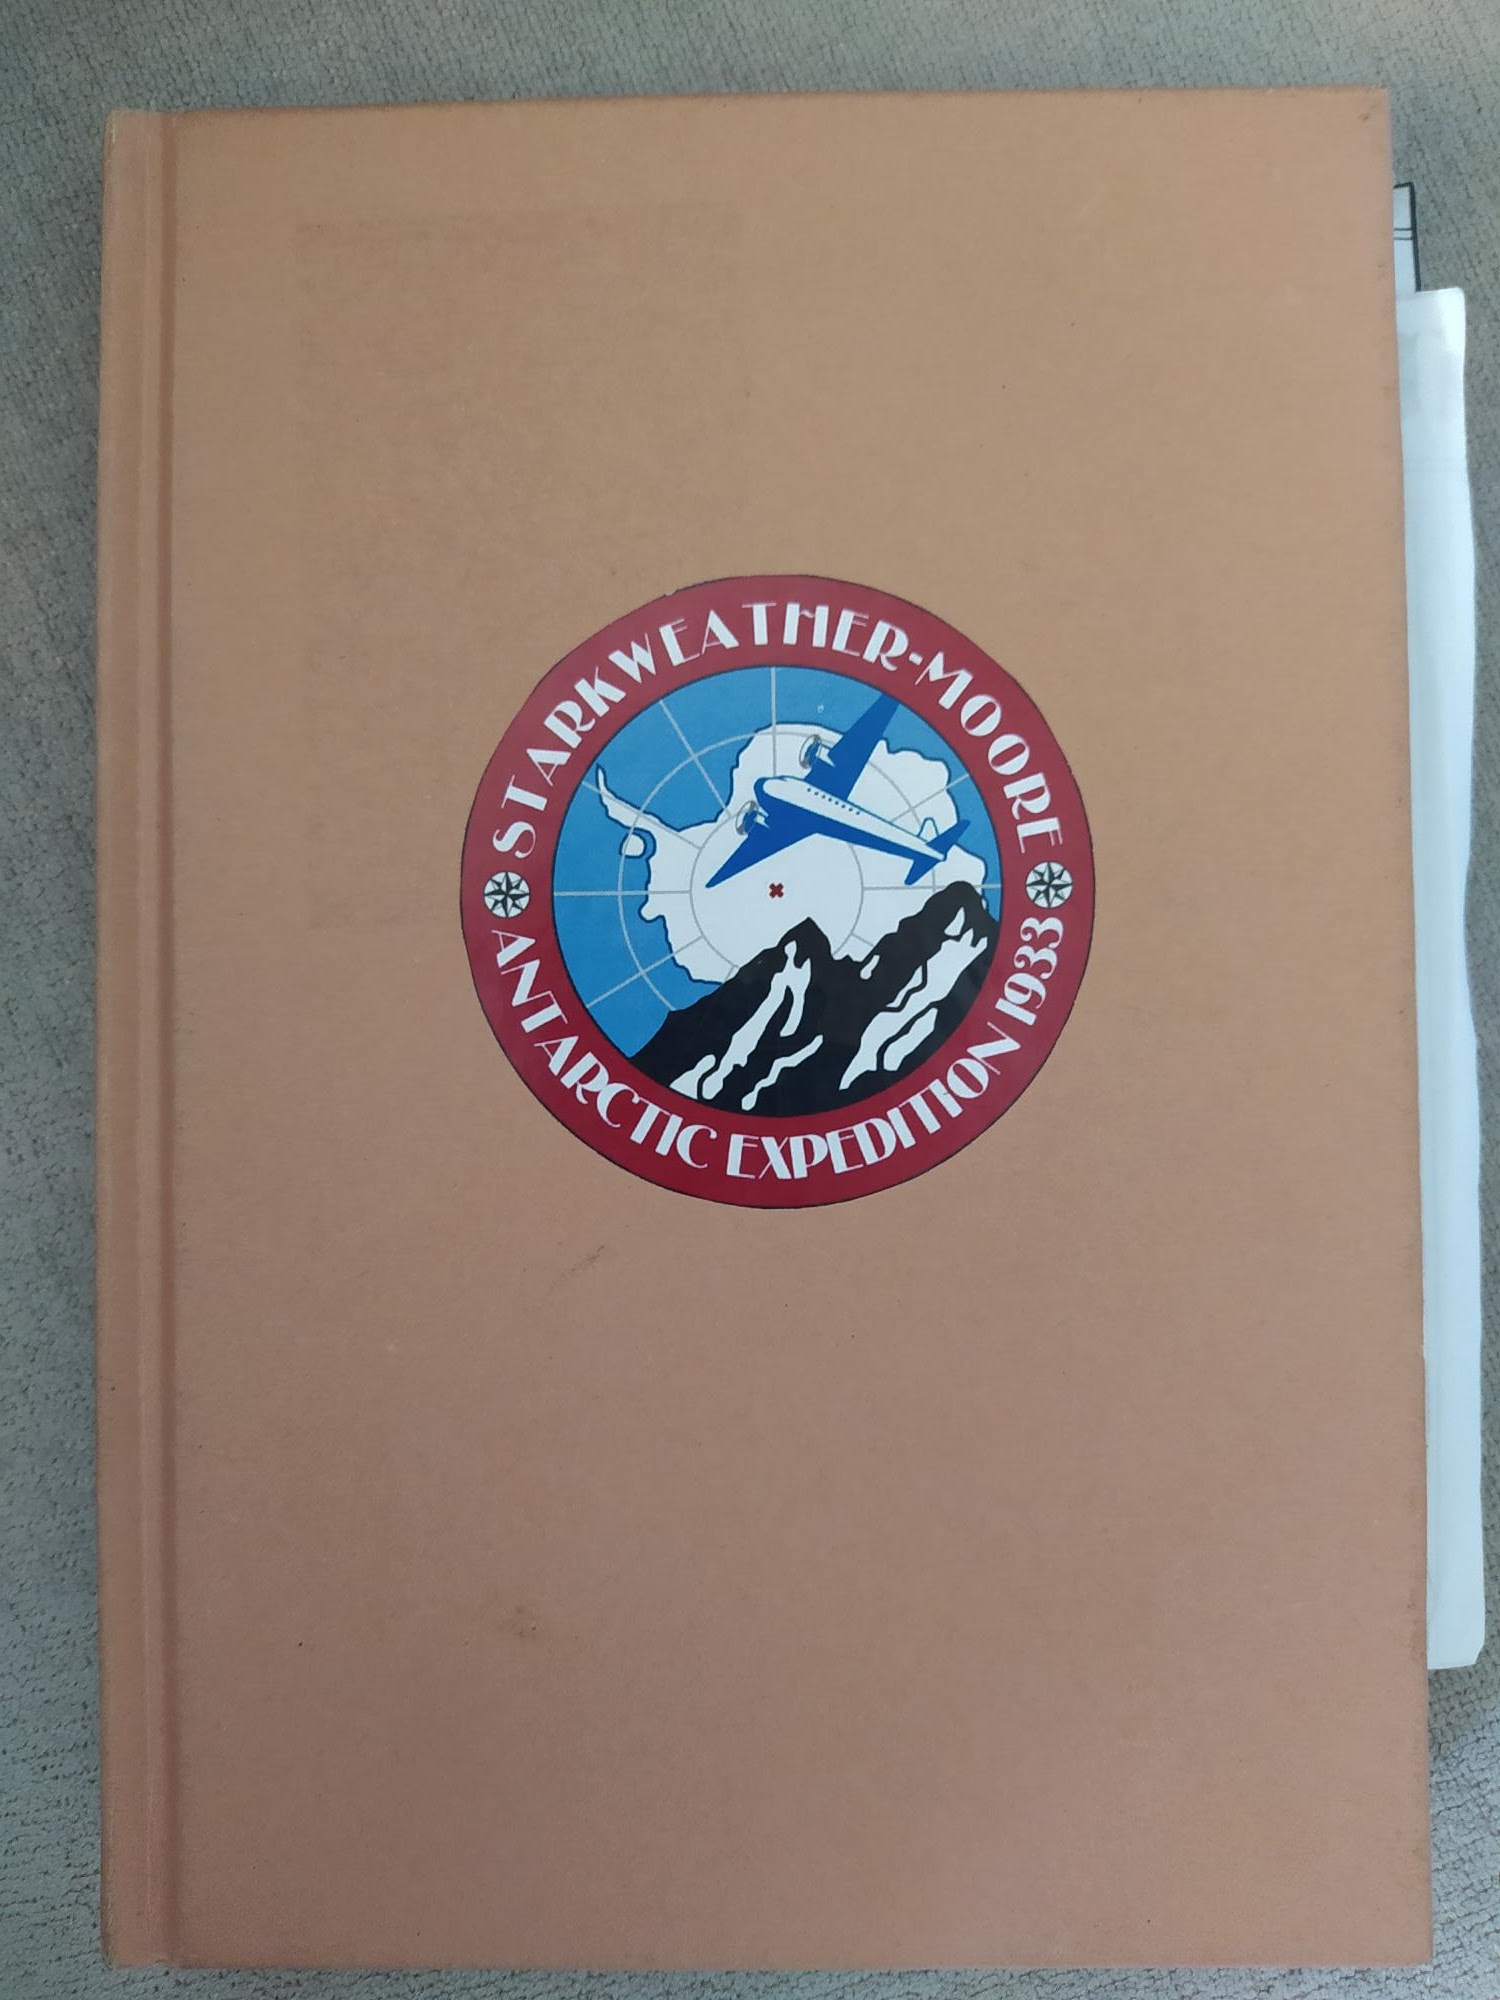 STARKWEATHER-MOORE
ANTARCTIC EXPEDITION 1933